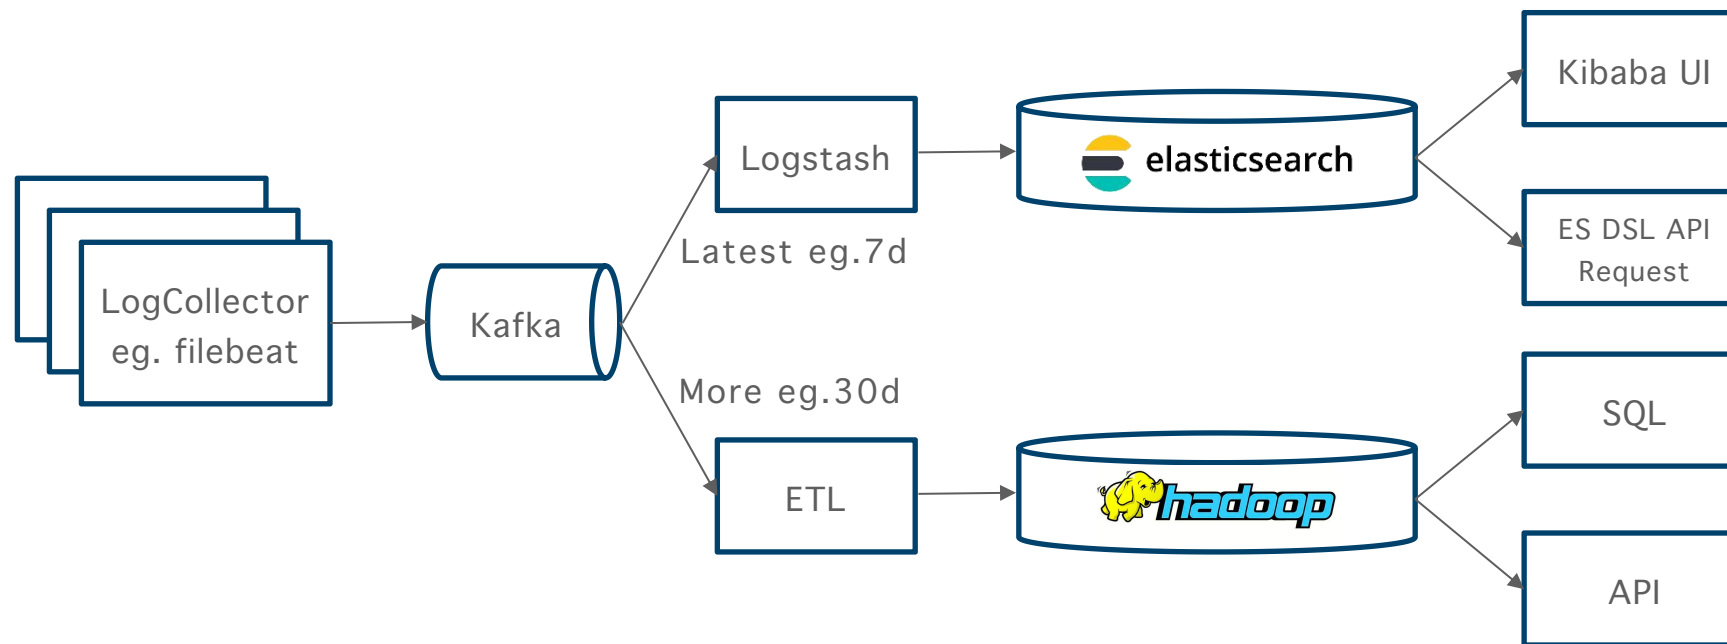 LogCollector
eg. filebeat
Kafka
Logstash
Latest eg.7d
More eg.30d
ETL
elasticsearch
hadoop
Kibaba UI
ES DSL API
Request
SQL
API